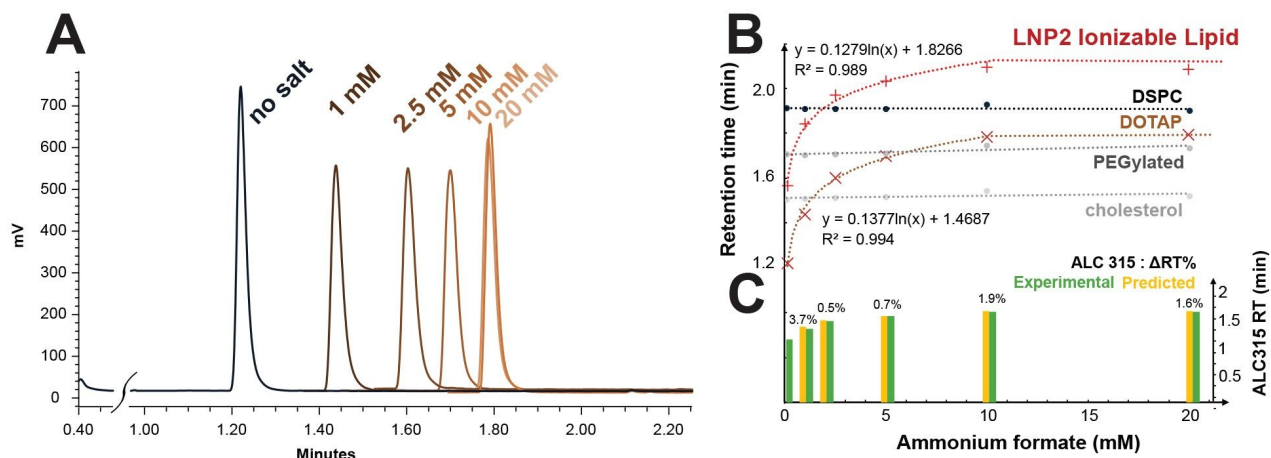 A
no salt
1 mM
2.5 mM
5 mM
10 mM
20 mM
mV
700
600
500
400
300
200
100
0
0.40
1.00
1.20
1.40
1.60
1.80
2.00
2.20
Minutes
B
Retention time (min)
2.0
1.6
1.2
y = 0.1279ln(x) + 1.8266
R² = 0.989
LNP2 Ionizable Lipid
DSPC
DOTAP
PEGylated
cholesterol
y = 0.1377ln(x) + 1.4687
R² = 0.994
C
ALC 315 : ΔRT%
Experimental Predicted
3.7%
0.5%
0.7%
1.9%
1.6%
2
1.5
1
0.5
ALC315 RT (min)
0
5
10
15
20
Ammonium formate (mM)